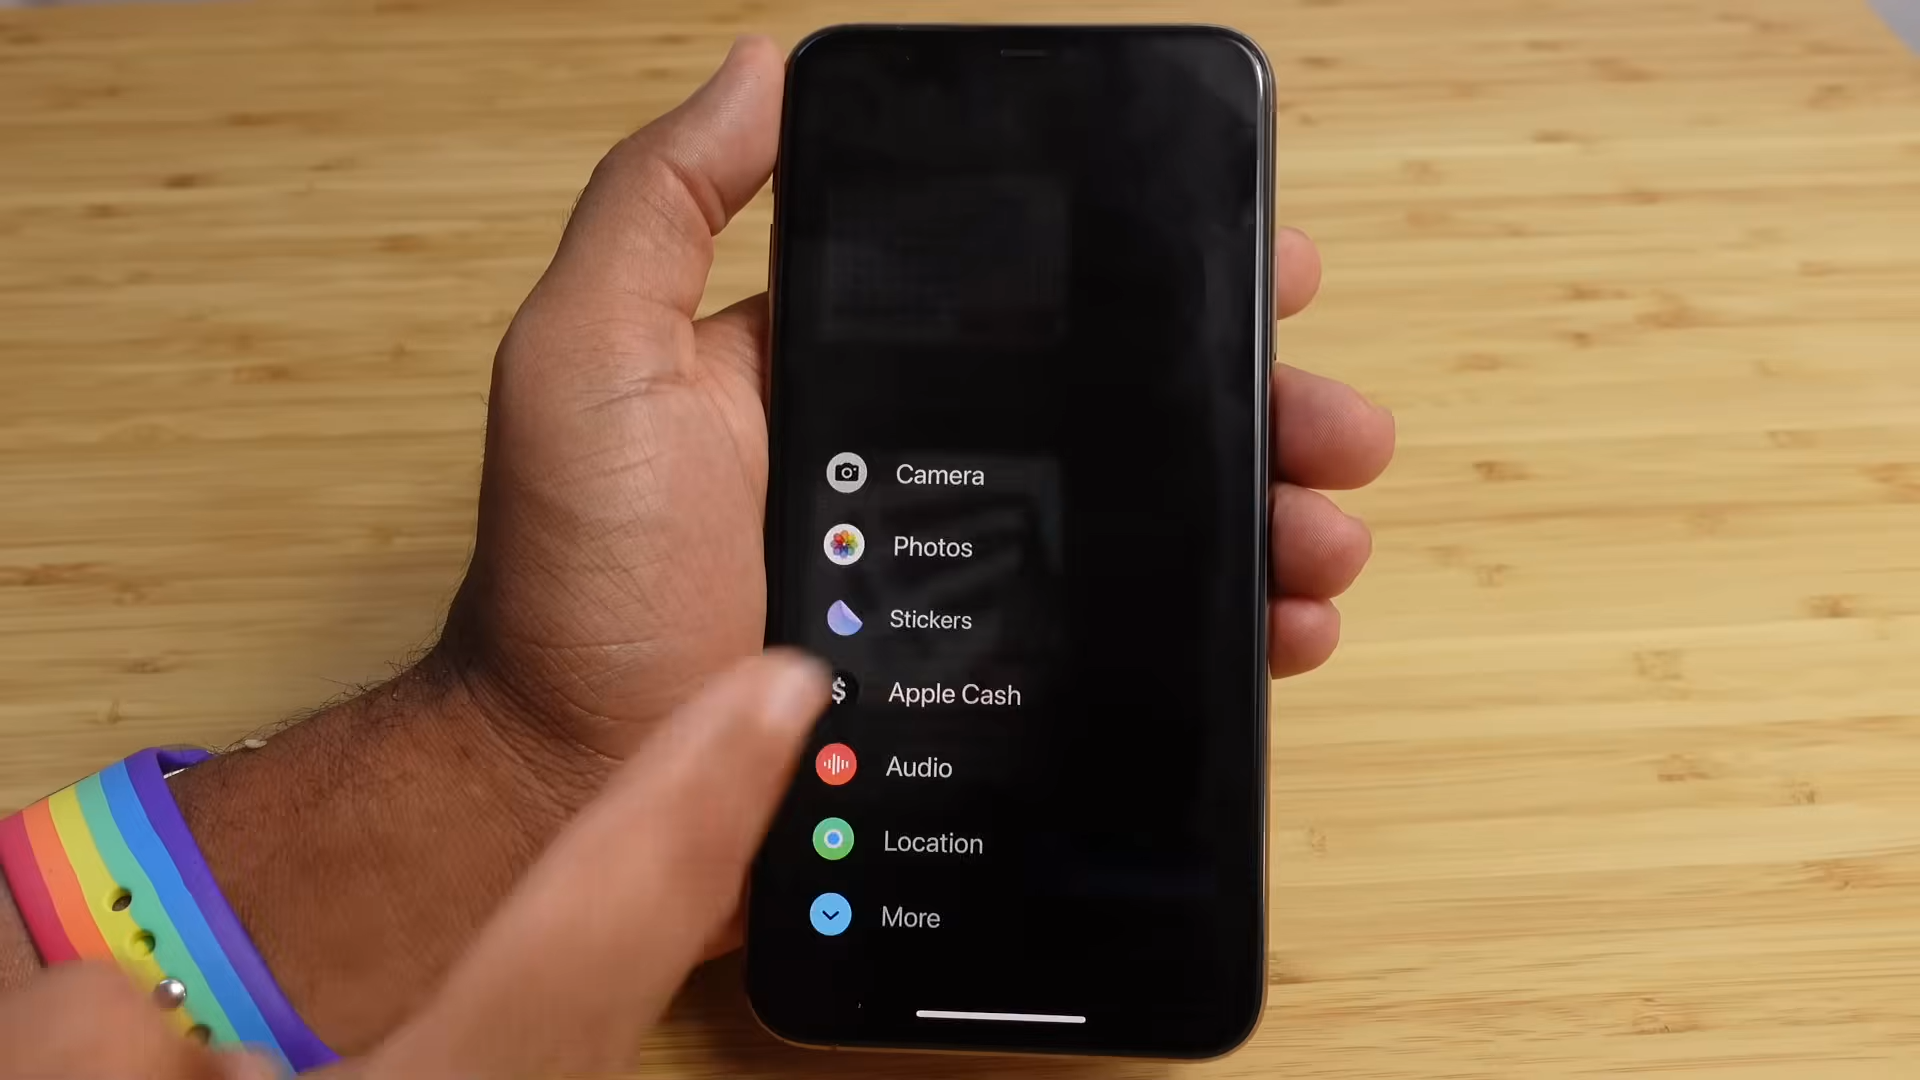 Camera
Photos
Stickers
$ Apple Cash
Audio
Location
More